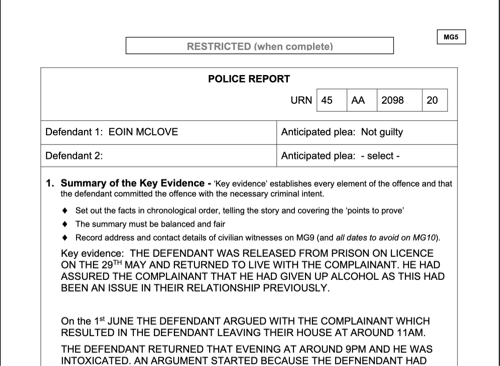 MG5
RESTRICTED (when complete)
POLICE REPORT
URN 45 AA 2098 20
Defendant 1: EOIN MCLOVE Anticipated plea: Not guilty
Defendant 2: Anticipated plea: - select -
1. Summary of the Key Evidence - 'Key evidence' establishes every element of the offence and that
the defendant committed the offence with the necessary criminal intent.
♦ Set out the facts in chronological order, telling the story and covering the 'points to prove'
♦ The summary must be balanced and fair
♦ Record address and contact details of civilian witnesses on MG9 (and all dates to avoid on MG10).
Key evidence: THE DEFENDANT WAS RELEASED FROM PRISON ON LICENCE
ON THE 29TH MAY AND RETURNED TO LIVE WITH THE COMPLAINANT. HE HAD
ASSURED THE COMPLAINANT THAT HE HAD GIVEN UP ALCOHOL AS THIS HAD
BEEN AN ISSUE IN THEIR RELATIONSHIP PREVIOUSLY.
On the 1st JUNE THE DEFENDANT ARGUED WITH THE COMPLAINANT WHICH
RESULTED IN THE DEFENDANT LEAVING THEIR HOUSE AT AROUND 11AM.
THE DEFENDANT RETURNED THAT EVENING AT AROUND 9PM AND HE WAS
INTOXICATED. AN ARGUMENT STARTED BECAUSE THE DEFNENDANT HAD